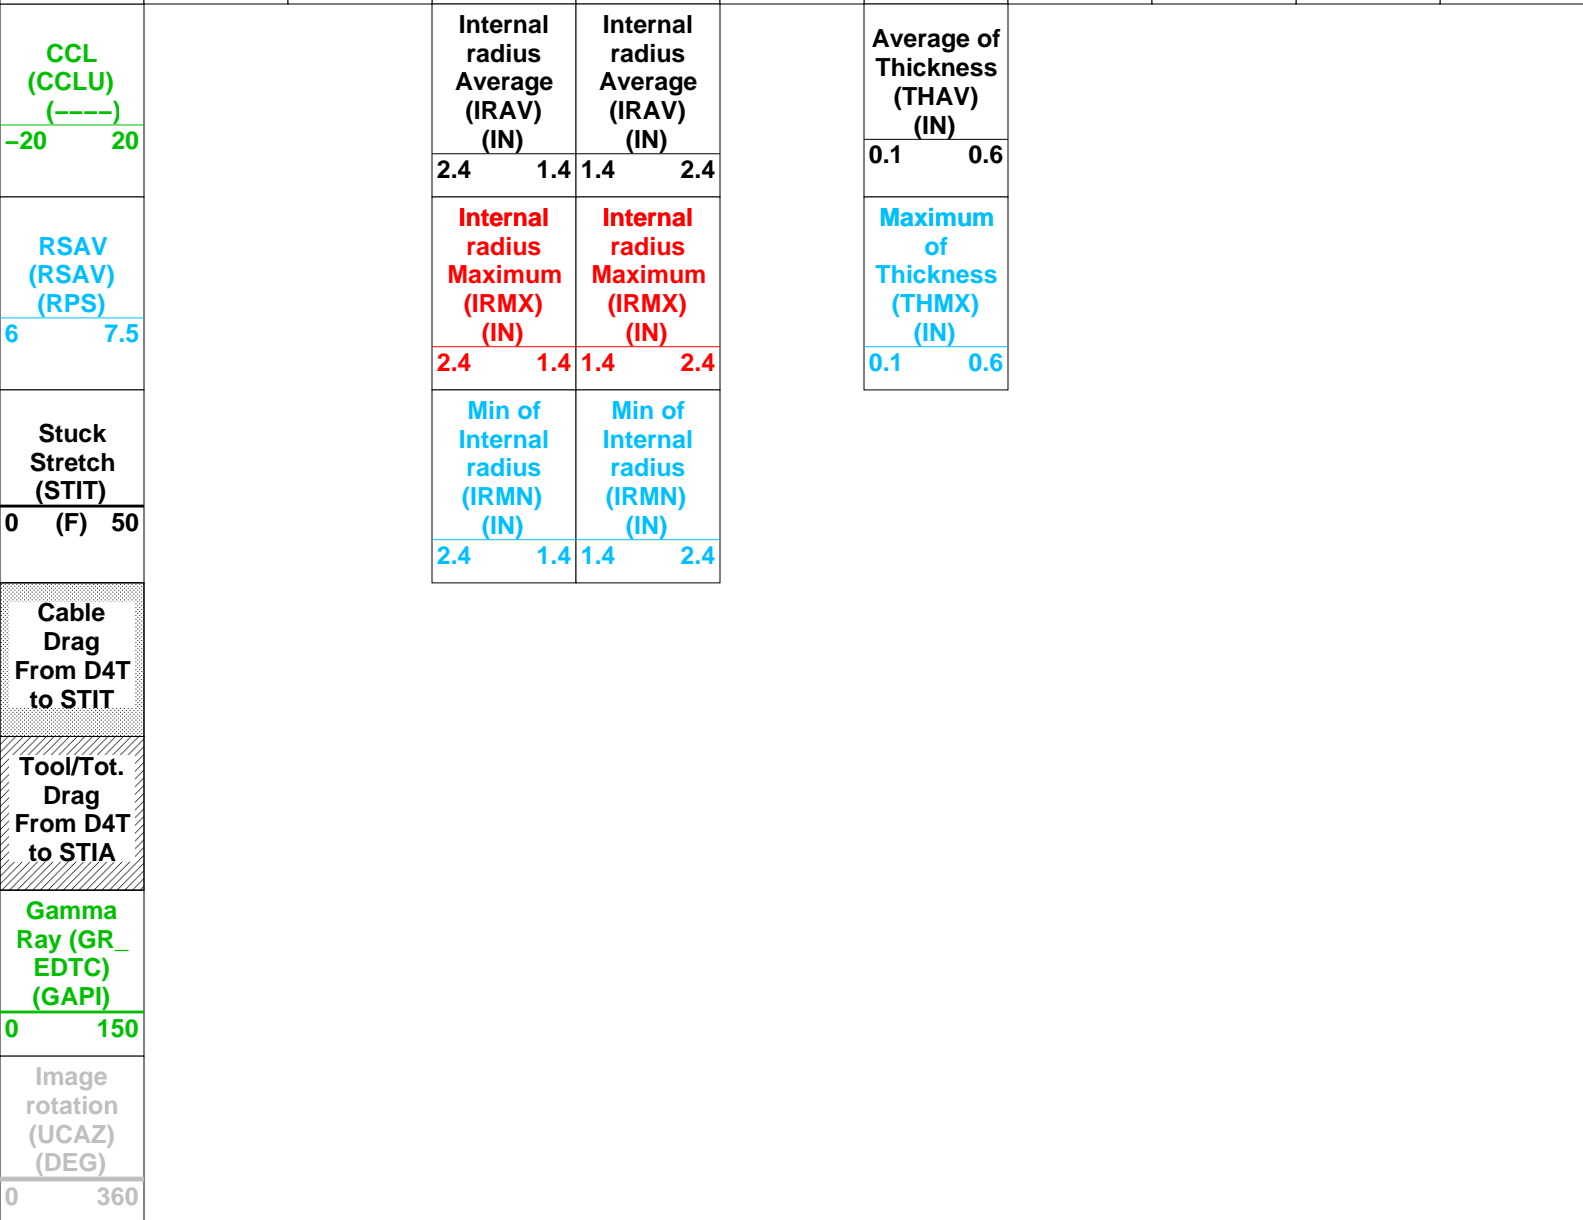 CCL
(CCLU)
(----)
-20 20
RSAV
(RSAV)
(RPS)
6 7.5
Stuck
Stretch
(STIT)
0 (F) 50
Cable
Drag
From D4T
to STIT
Tool/Tot.
Drag
From D4T
to STIA
Gamma
Ray (GR_
EDTC)
(GAPI)
0 150
Image
rotation
(UCAZ)
(DEG)
0 360
Internal
radius
Average
(IRAV)
(IN)
2.4 1.4
Internal
radius
Maximum
(IRMX)
(IN)
2.4 1.4
Min of
Internal
radius
(IRMN)
(IN)
2.4 1.4
Internal
radius
Average
(IRAV)
(IN)
1.4 2.4
Internal
radius
Maximum
(IRMX)
(IN)
1.4 2.4
Min of
Internal
radius
(IRMN)
(IN)
1.4 2.4
Average of
Thickness
(THAV)
(IN)
0.1 0.6
Maximum
of
Thickness
(THMX)
(IN)
0.1 0.6